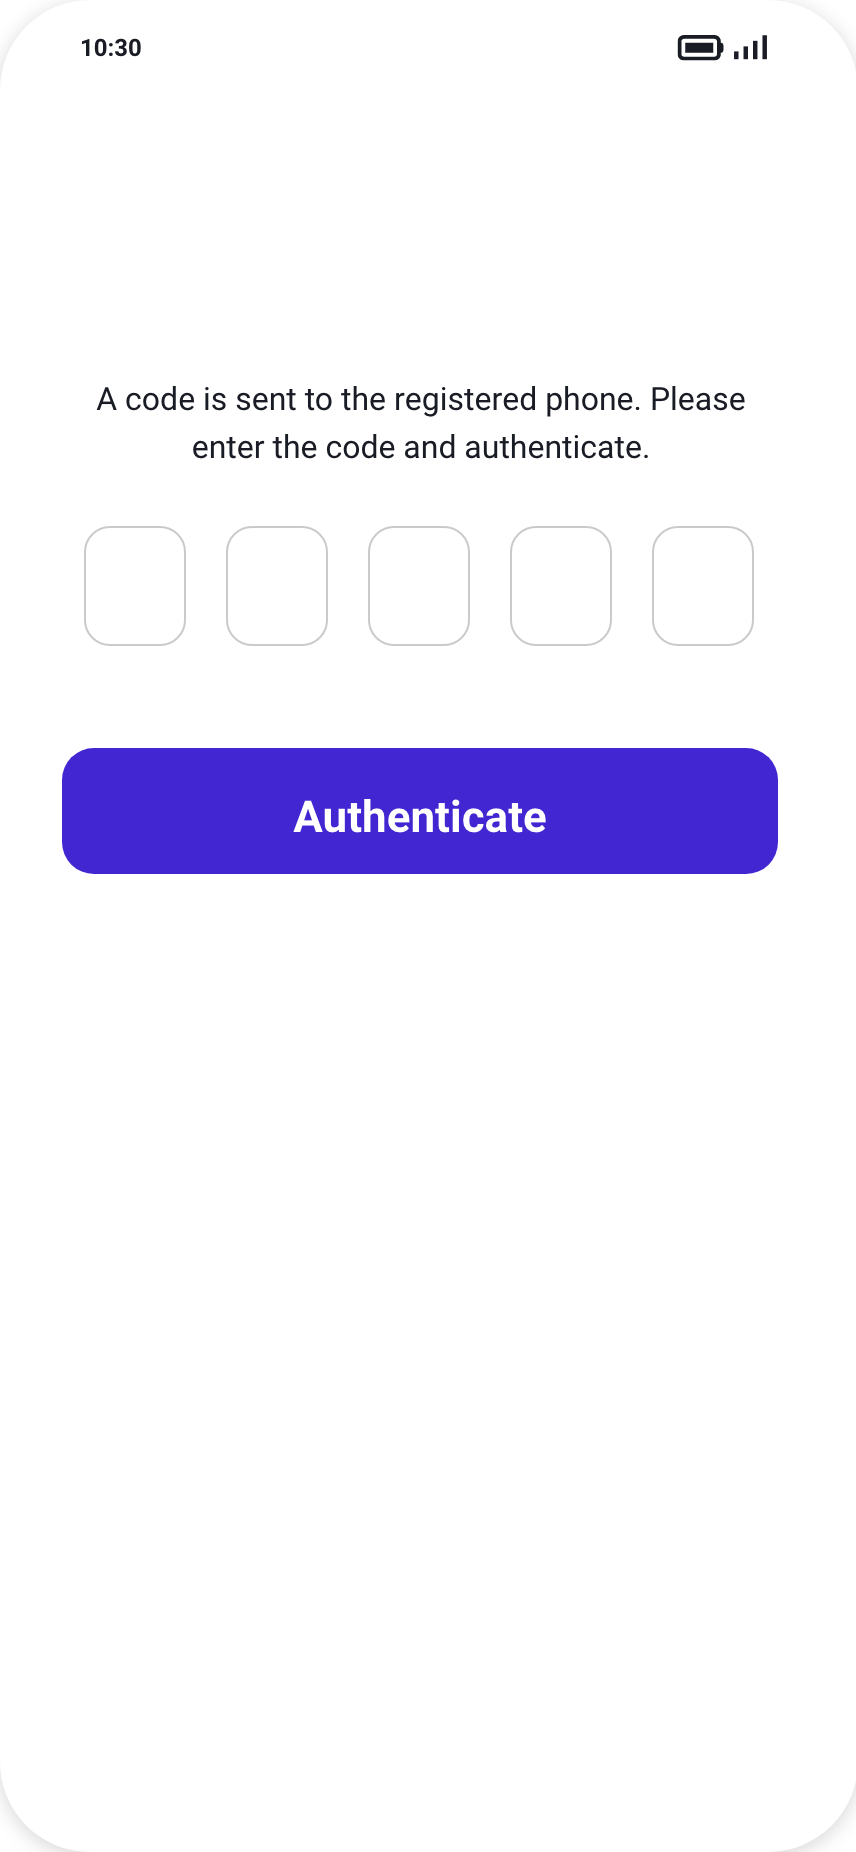 10:30
A code is sent to the registered phone. Please
enter the code and authenticate.
Authenticate